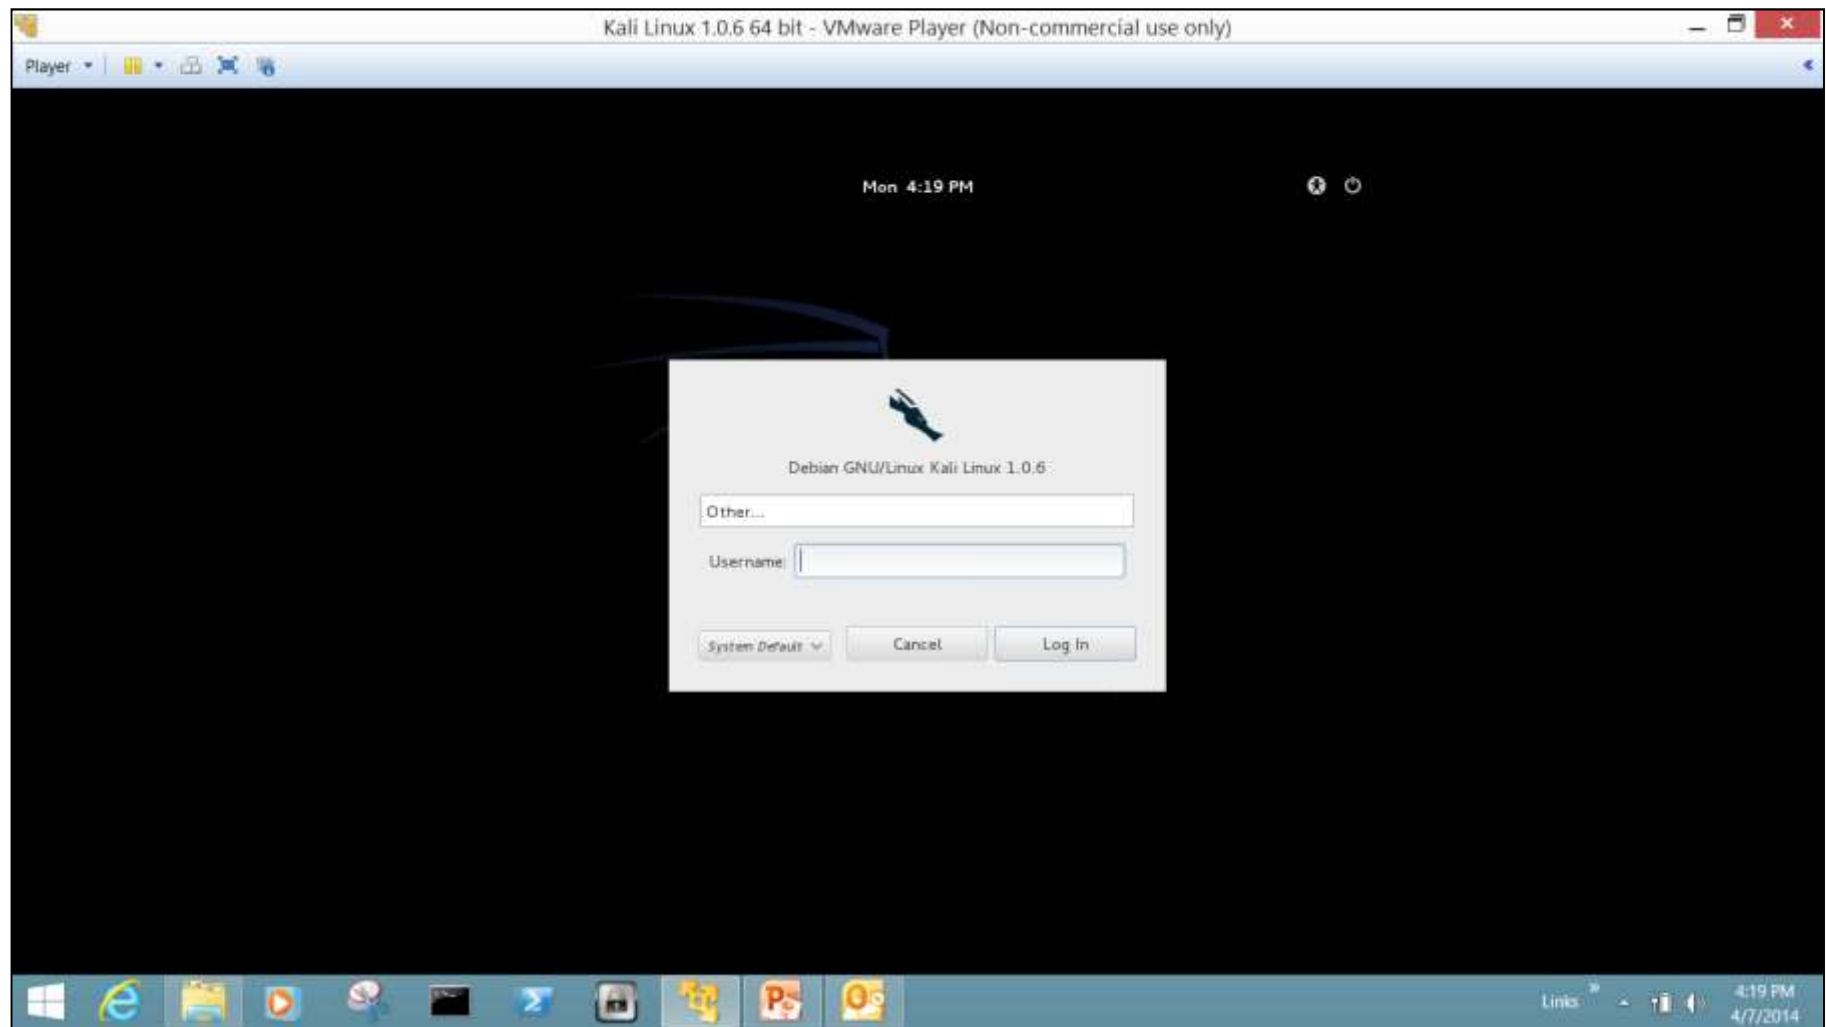 Kali Linux 1.0.6 64 bit - VMware Player (Non-commercial use only)
Player
Mon 4:19 PM
Debian GNU/Linux Kali Linux 1.0.6
Other...
Username:
System Default
Cancel
Log In
Links
4:19 PM
4/7/2014